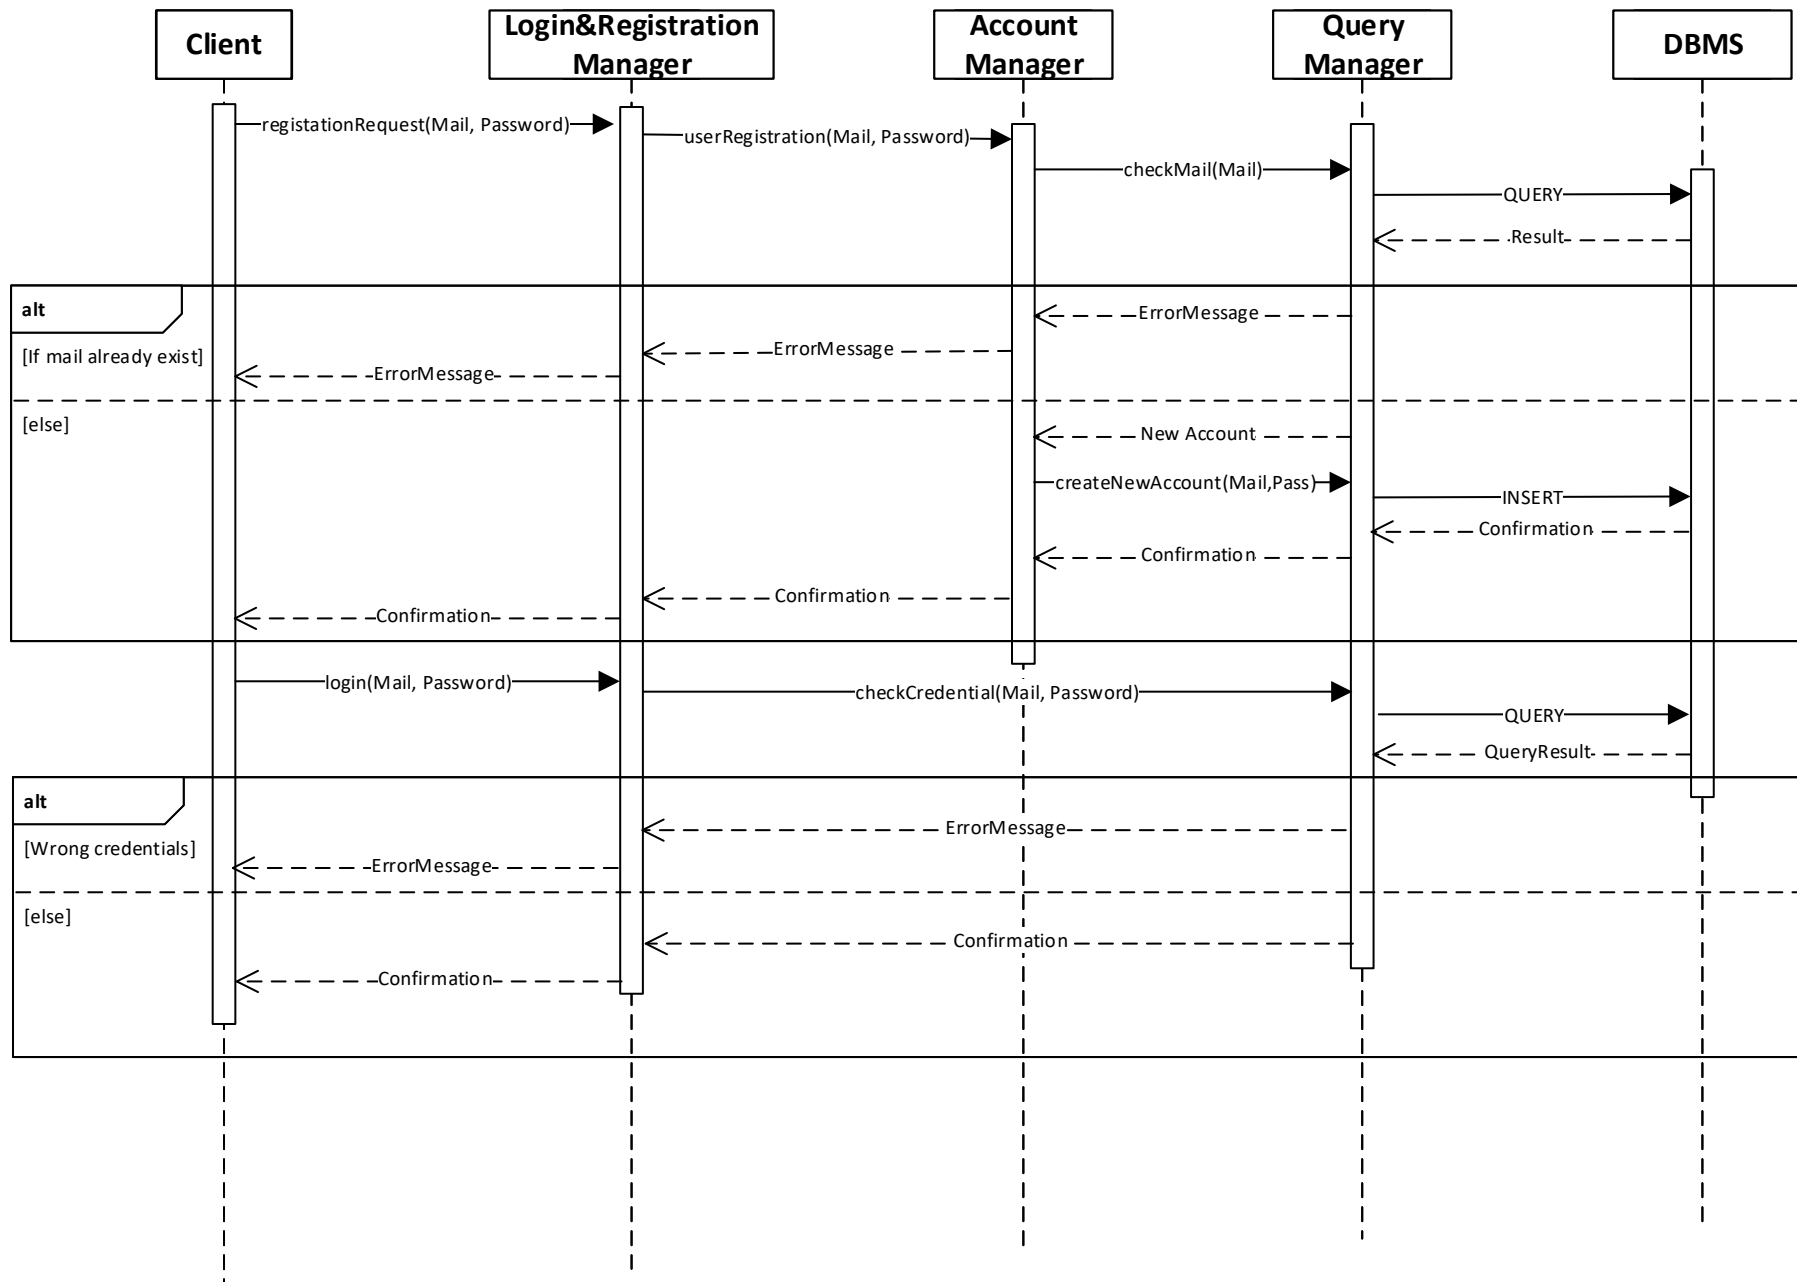 Client
Login&Registration
Manager
Account
Manager
Query
Manager
DBMS
registationRequest(Mail, Password)
userRegistration(Mail, Password)
checkMail(Mail)
QUERY
Result
alt
ErrorMessage
[If mail already exist]
ErrorMessage
ErrorMessage
[else]
New Account
createNewAccount(Mail,Pass)
INSERT
Confirmation
Confirmation
Confirmation
Confirmation
login(Mail, Password)
checkCredential(Mail, Password)
QUERY
QueryResult
alt
ErrorMessage
[Wrong credentials]
ErrorMessage
[else]
Confirmation
Confirmation